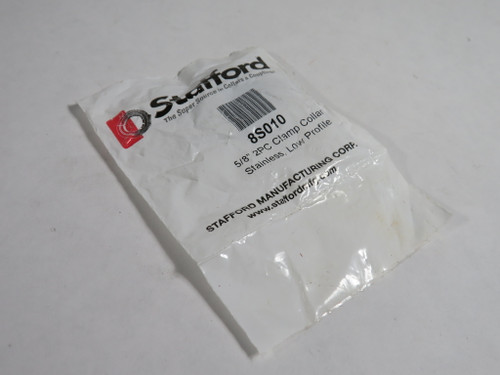 Stafford
The Super Source in Collars & Couplings
8S010
5/8" 2PC Clamp Collar
Stainless, Low Profile
STAFFORD MANUFACTURING CORP.
www.staffordmfg.com